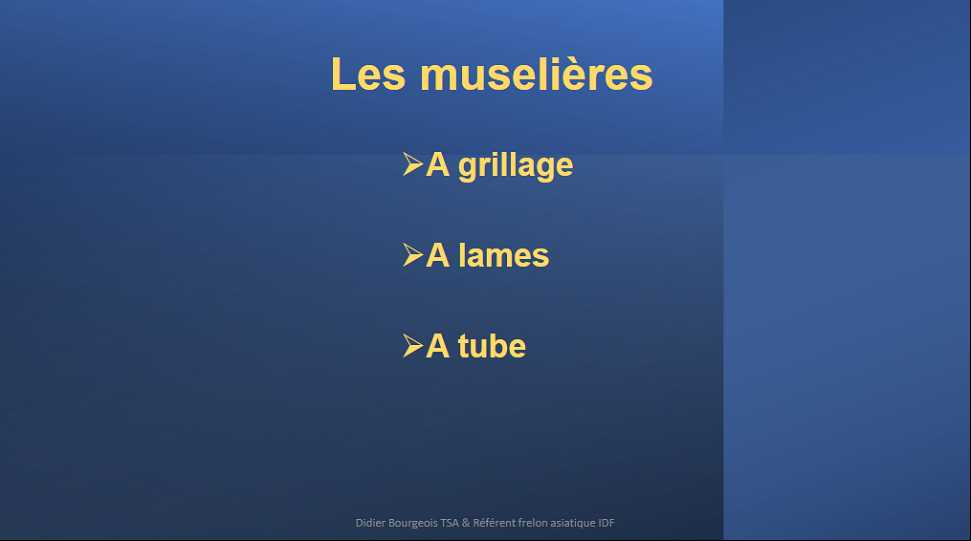 Les muselières
➢A grillage
➢A lames
➢A tube
Didier Bourgeois TSA & Référent frelon asiatique IDF